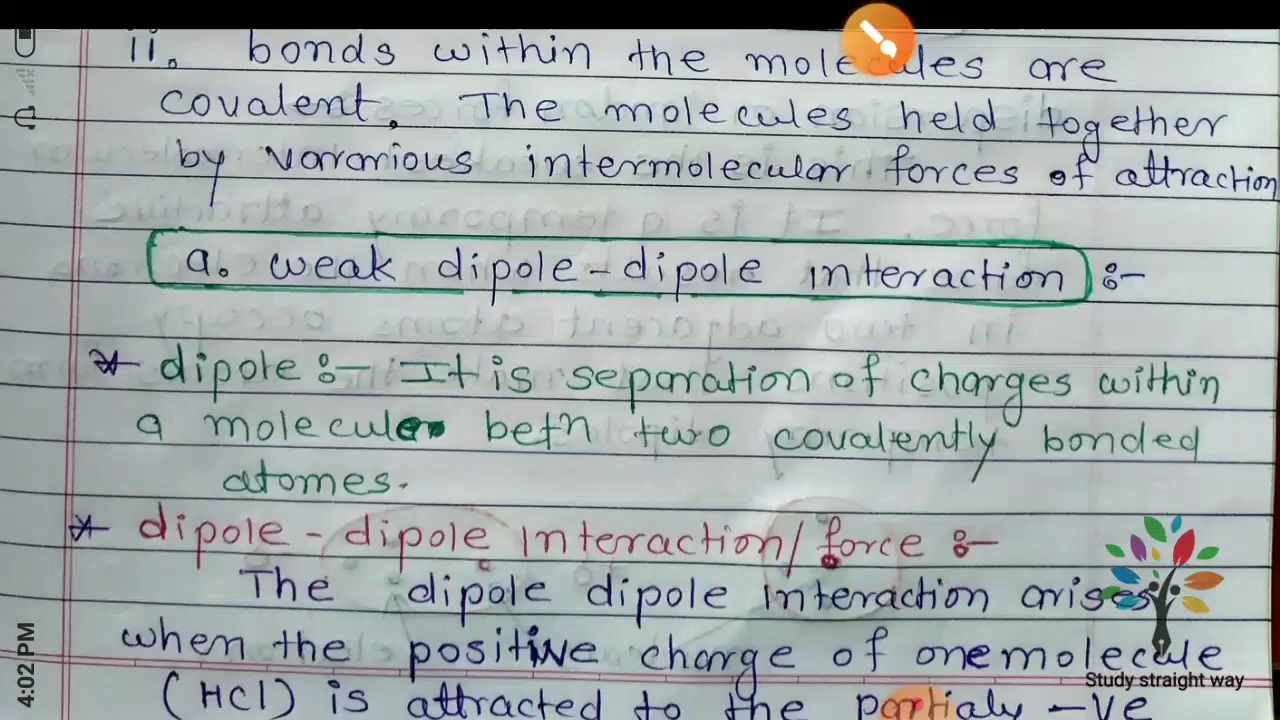 ii. bonds within the molecules are
covalent. The molecules held together
by vararious intermolecular forces of attraction
a. weak dipole-dipole interaction :-
* dipole :- It is separation of charges within
a molecule betn two covalently bonded
atomes.
* dipole - dipole Interaction/force :-
The dipole dipole interaction arises
when the positive charge of one molecule
(HCl) is attracted to the partialy -ve
Study straight way
4:02 PM